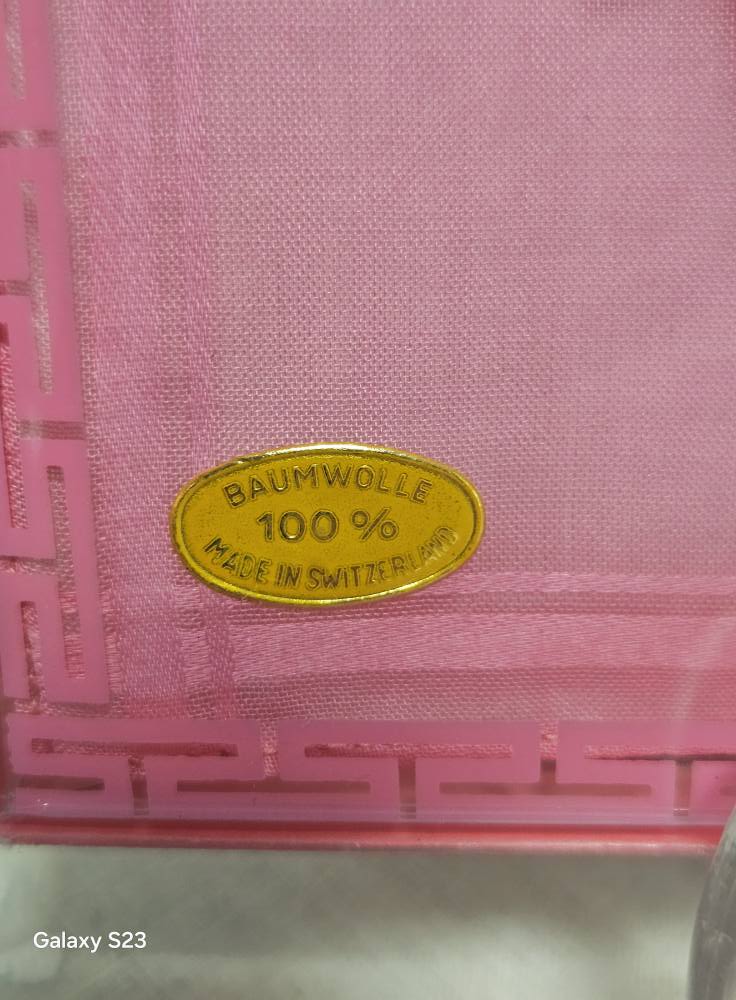 BAUMWOLLE
100 %
MADE IN SWITZERLAND
Galaxy S23